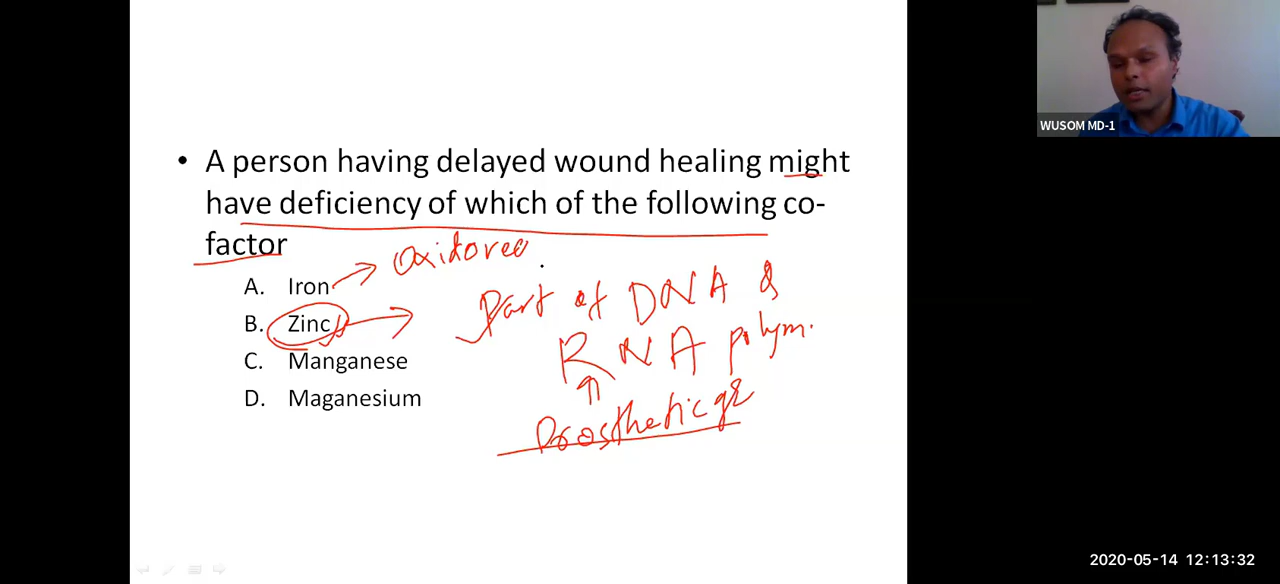 WUSOM MD-1
• A person having delayed wound healing might
have deficiency of which of the following co-
factor
Oxidored
A. Iron
Part of DNA &
B. Zinc
RNA polym.
C. Manganese
D. Maganesium
Prosthetic gr
2020-05-14 12:13:32